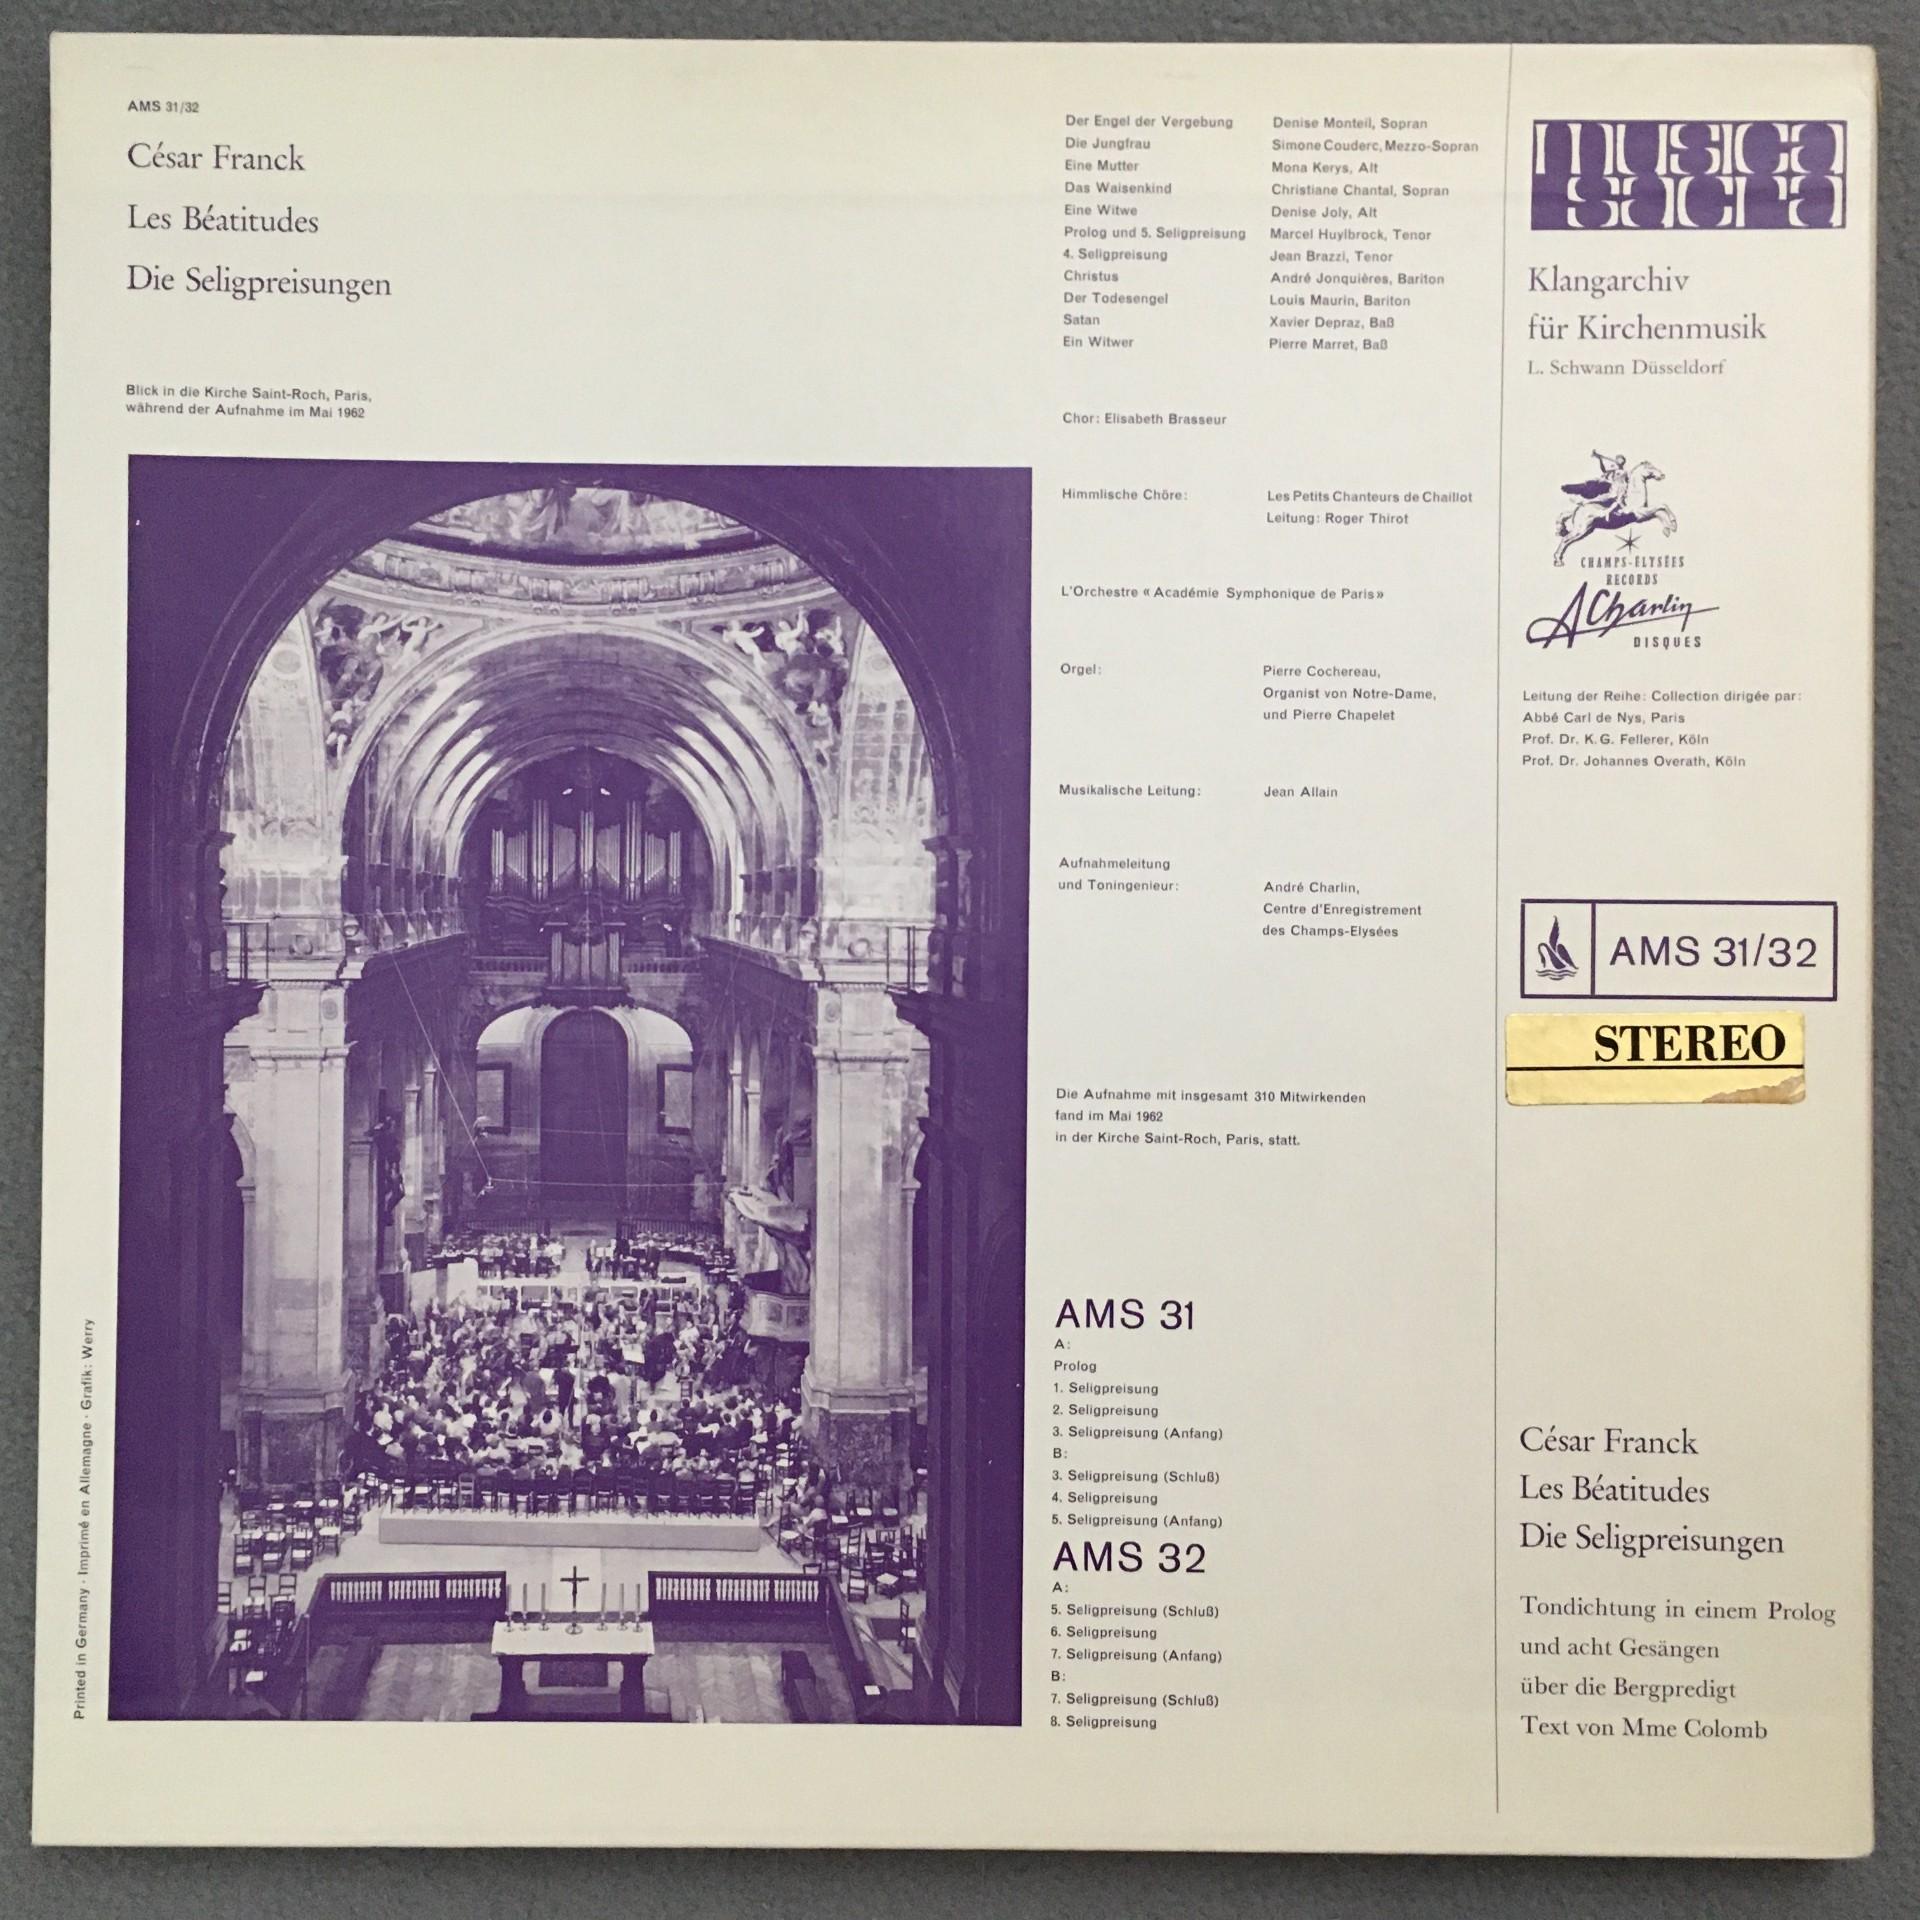 AMS 31/32
César Franck
Les Béatitudes
Die Seligpreisungen
Blick in die Kirche Saint-Roch, Paris,
während der Aufnahme im Mai 1962
Printed in Germany · Imprimé en Allemagne · Grafik: Werry
Der Engel der Vergebung Denise Monteil, Sopran
Die Jungfrau Simone Couderc, Mezzo-Sopran
Eine Mutter Mona Kerys, Alt
Das Waisenkind Christiane Chantal, Sopran
Eine Witwe Denise Joly, Alt
Prolog und 5. Seligpreisung Marcel Huylbrock, Tenor
4. Seligpreisung Jean Brazzi, Tenor
Christus André Jonquières, Bariton
Der Todesengel Louis Maurin, Bariton
Satan Xavier Depraz, Baß
Ein Witwer Pierre Marret, Baß
Chor: Elisabeth Brasseur
Himmlische Chöre: Les Petits Chanteurs de Chaillot
Leitung: Roger Thirot
L'Orchestre « Académie Symphonique de Paris »
Orgel: Pierre Cochereau,
Organist von Notre-Dame,
und Pierre Chapelet
Musikalische Leitung: Jean Allain
Aufnahmeleitung
und Toningenieur: André Charlin,
Centre d'Enregistrement
des Champs-Elysées
Die Aufnahme mit insgesamt 310 Mitwirkenden
fand im Mai 1962
in der Kirche Saint-Roch, Paris, statt.
AMS 31
A:
Prolog
1. Seligpreisung
2. Seligpreisung
3. Seligpreisung (Anfang)
B:
3. Seligpreisung (Schluß)
4. Seligpreisung
5. Seligpreisung (Anfang)
AMS 32
A:
5. Seligpreisung (Schluß)
6. Seligpreisung
7. Seligpreisung (Anfang)
B:
7. Seligpreisung (Schluß)
8. Seligpreisung
musica
sacra
Klangarchiv
für Kirchenmusik
L. Schwann Düsseldorf
CHAMPS-ELYSÉES
RECORDS
A Charlin
DISQUES
Leitung der Reihe: Collection dirigée par:
Abbé Carl de Nys, Paris
Prof. Dr. K. G. Fellerer, Köln
Prof. Dr. Johannes Overath, Köln
AMS 31/32
STEREO
César Franck
Les Béatitudes
Die Seligpreisungen
Tondichtung in einem Prolog
und acht Gesängen
über die Bergpredigt
Text von Mme Colomb